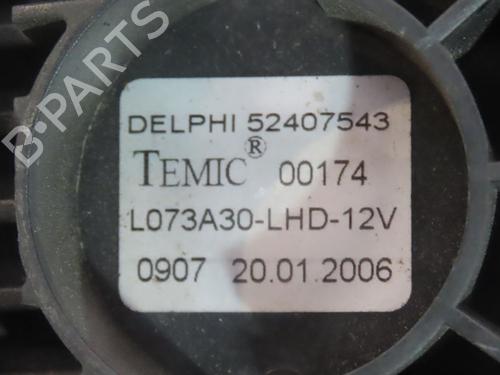 DELPHI 52407543
TEMIC® 00174
L073A30-LHD-12V
0907 20.01.2006
B-PARTS